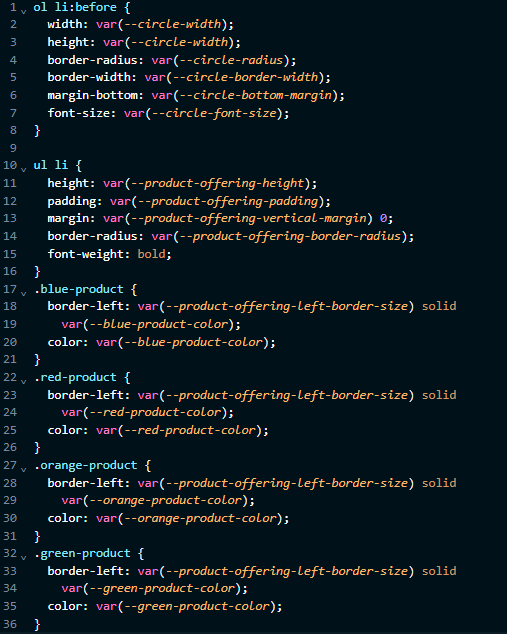 1 ol li:before {
2 width: var(--circle-width);
3 height: var(--circle-width);
4 border-radius: var(--circle-radius);
5 border-width: var(--circle-border-width);
6 margin-bottom: var(--circle-bottom-margin);
7 font-size: var(--circle-font-size);
8 }
9
10 ul li {
11 height: var(--product-offering-height);
12 padding: var(--product-offering-padding);
13 margin: var(--product-offering-vertical-margin) 0;
14 border-radius: var(--product-offering-border-radius);
15 font-weight: bold;
16 }
17 .blue-product {
18 border-left: var(--product-offering-left-border-size) solid
19 var(--blue-product-color);
20 color: var(--blue-product-color);
21 }
22 .red-product {
23 border-left: var(--product-offering-left-border-size) solid
24 var(--red-product-color);
25 color: var(--red-product-color);
26 }
27 .orange-product {
28 border-left: var(--product-offering-left-border-size) solid
29 var(--orange-product-color);
30 color: var(--orange-product-color);
31 }
32 .green-product {
33 border-left: var(--product-offering-left-border-size) solid
34 var(--green-product-color);
35 color: var(--green-product-color);
36 }